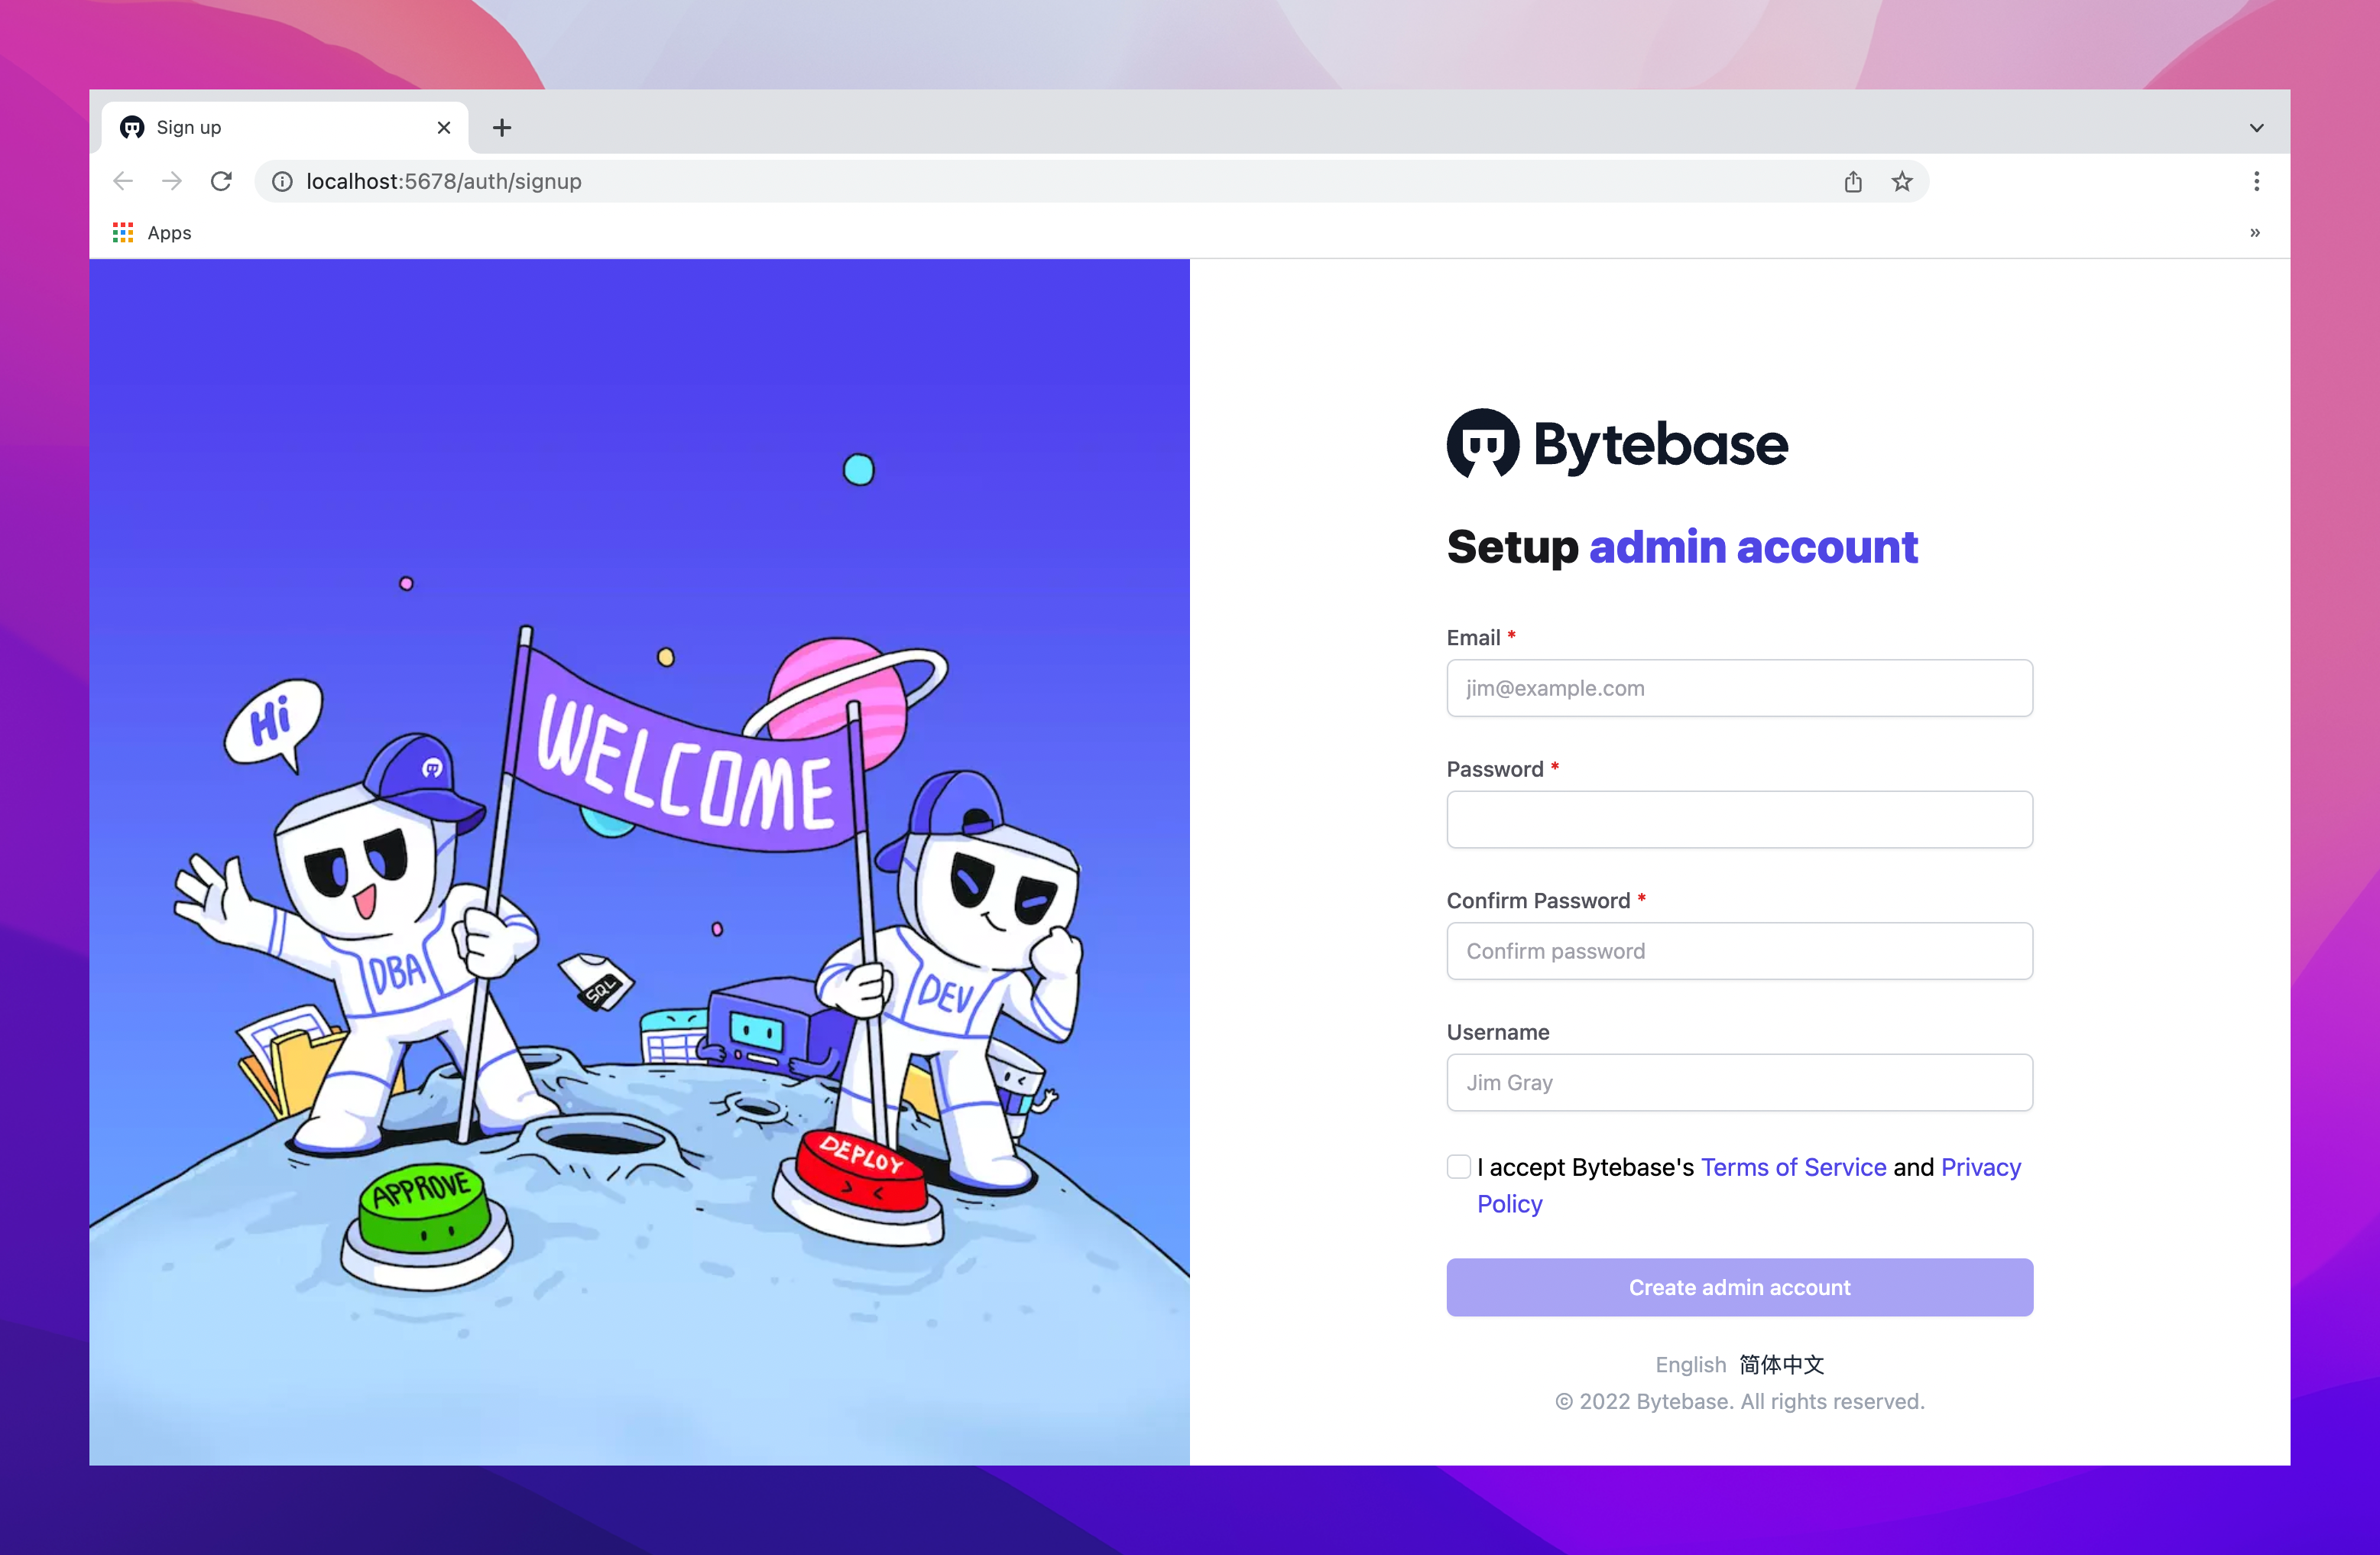 Sign up
localhost:5678/auth/signup
Apps
»
Hi
WELCOME
DBA
DEV
SQL
APPROVE
DEPLOY
Bytebase
Setup admin account
Email *
jim@example.com
Password *
Confirm Password *
Confirm password
Username
Jim Gray
I accept Bytebase's Terms of Service and Privacy
Policy
Create admin account
English 简体中文
© 2022 Bytebase. All rights reserved.